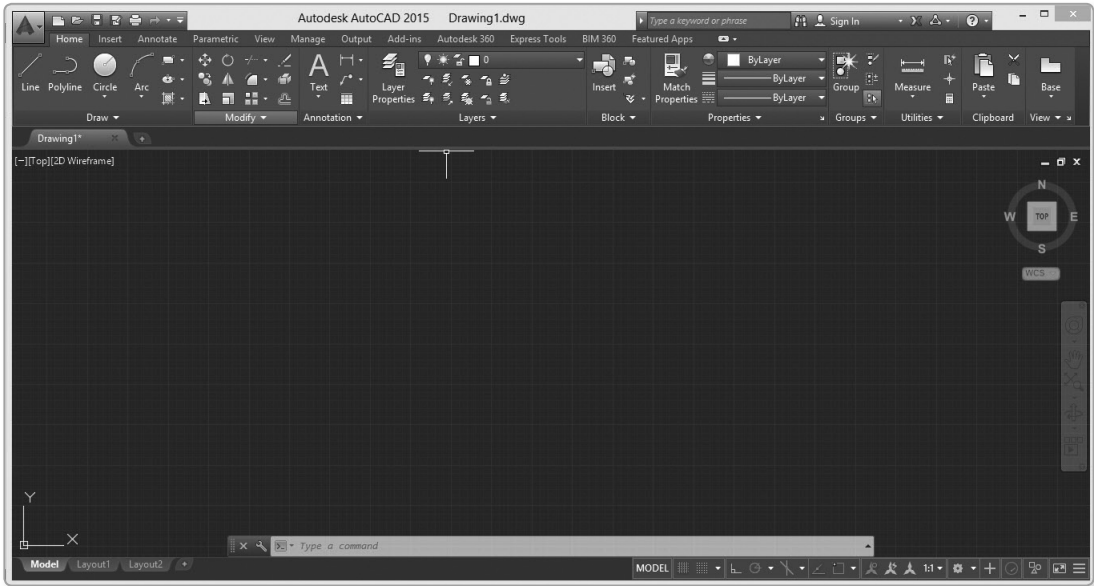 Autodesk AutoCAD 2015 Drawing1.dwg Type a keyword or phrase Sign In
Home Insert Annotate Parametric View Manage Output Add-ins Autodesk 360 Express Tools BIM 360 Featured Apps
0 ByLayer
Line Polyline Circle Arc Text Layer Properties Insert Match Properties ByLayer Group Measure Paste Base
ByLayer
Draw Modify Annotation Layers Block Properties Groups Utilities Clipboard View
Drawing1*
[−][Top][2D Wireframe]
N
W TOP E
S
WCS
Y
X
Type a command
Model Layout1 Layout2 MODEL 1:1